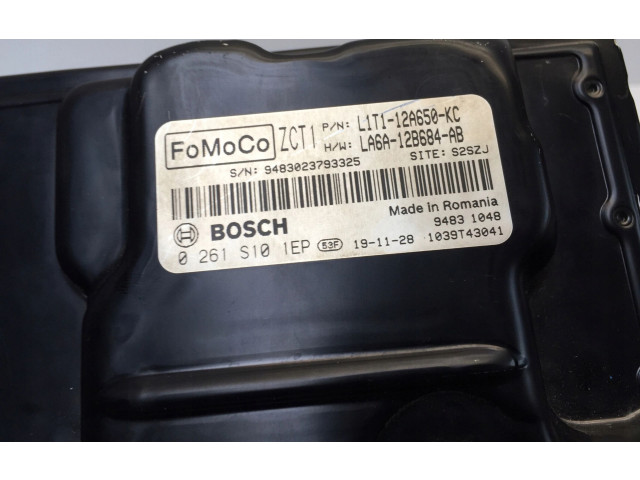 FoMoCo ZCT1 P/N: L1T1-12A650-KC
H/W: LA6A-12B684-AB
S/N: 9483023793325 SITE: S2SZJ
BOSCH Made in Romania
9483 1048
0 261 S10 1EP 53F 19-11-28 1039T43041